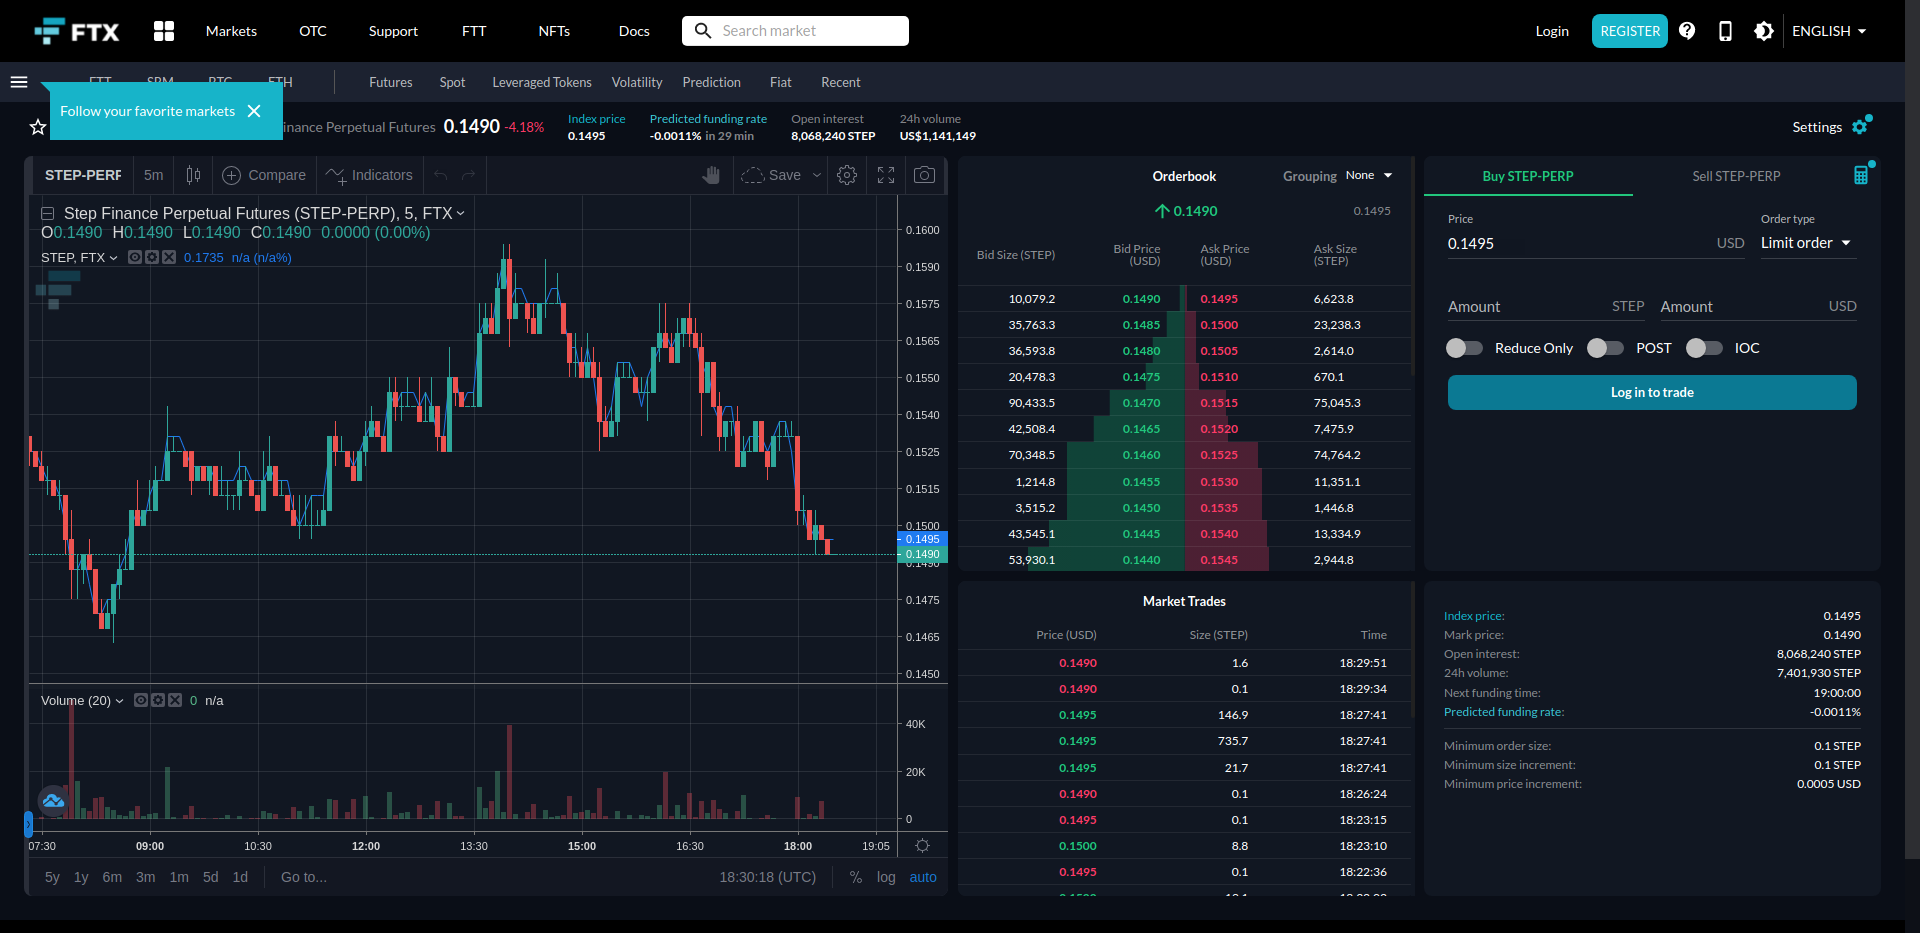 FTX
Markets
OTC
Support
FTT
NFTs
Docs
Search market
Login
REGISTER
ENGLISH
FTT SRM BTC ETH
Futures
Spot
Leveraged Tokens
Volatility
Prediction
Fiat
Recent
Follow your favorite markets
inance Perpetual Futures
0.1490
-4.18%
Index price
0.1495
Predicted funding rate
-0.0011% in 29 min
Open interest
8,068,240 STEP
24h volume
US$1,141,149
Settings
STEP-PERP
5m
Compare
Indicators
Save
Step Finance Perpetual Futures (STEP-PERP), 5, FTX
O0.1490 H0.1490 L0.1490 C0.1490 0.0000 (0.00%)
STEP, FTX
0.1735 n/a (n/a%)
0.1600
0.1590
0.1575
0.1565
0.1550
0.1540
0.1525
0.1515
0.1500
0.1495
0.1490
0.1490
0.1475
0.1465
0.1450
Volume (20)
0 n/a
40K
20K
0
07:30 09:00 10:30 12:00 13:30 15:00 16:30 18:00 19:05
5y 1y 6m 3m 1m 5d 1d
Go to...
18:30:18 (UTC)
% log auto
Orderbook
Grouping None
0.1490
0.1495
Bid Size (STEP)
Bid Price
(USD)
Ask Price
(USD)
Ask Size
(STEP)
10,079.2 0.1490 0.1495 6,623.8
35,763.3 0.1485 0.1500 23,238.3
36,593.8 0.1480 0.1505 2,614.0
20,478.3 0.1475 0.1510 670.1
90,433.5 0.1470 0.1515 75,045.3
42,508.4 0.1465 0.1520 7,475.9
70,348.5 0.1460 0.1525 74,764.2
1,214.8 0.1455 0.1530 11,351.1
3,515.2 0.1450 0.1535 1,446.8
43,545.1 0.1445 0.1540 13,334.9
53,930.1 0.1440 0.1545 2,944.8
Market Trades
Price (USD) Size (STEP) Time
0.1490 1.6 18:29:51
0.1490 0.1 18:29:34
0.1495 146.9 18:27:41
0.1495 735.7 18:27:41
0.1495 21.7 18:27:41
0.1490 0.1 18:26:24
0.1495 0.1 18:23:15
0.1500 8.8 18:23:10
0.1495 0.1 18:22:36
Buy STEP-PERP
Sell STEP-PERP
Price
0.1495 USD
Order type
Limit order
Amount STEP
Amount USD
Reduce Only
POST
IOC
Log in to trade
Index price: 0.1495
Mark price: 0.1490
Open interest: 8,068,240 STEP
24h volume: 7,401,930 STEP
Next funding time: 19:00:00
Predicted funding rate: -0.0011%
Minimum order size: 0.1 STEP
Minimum size increment: 0.1 STEP
Minimum price increment: 0.0005 USD